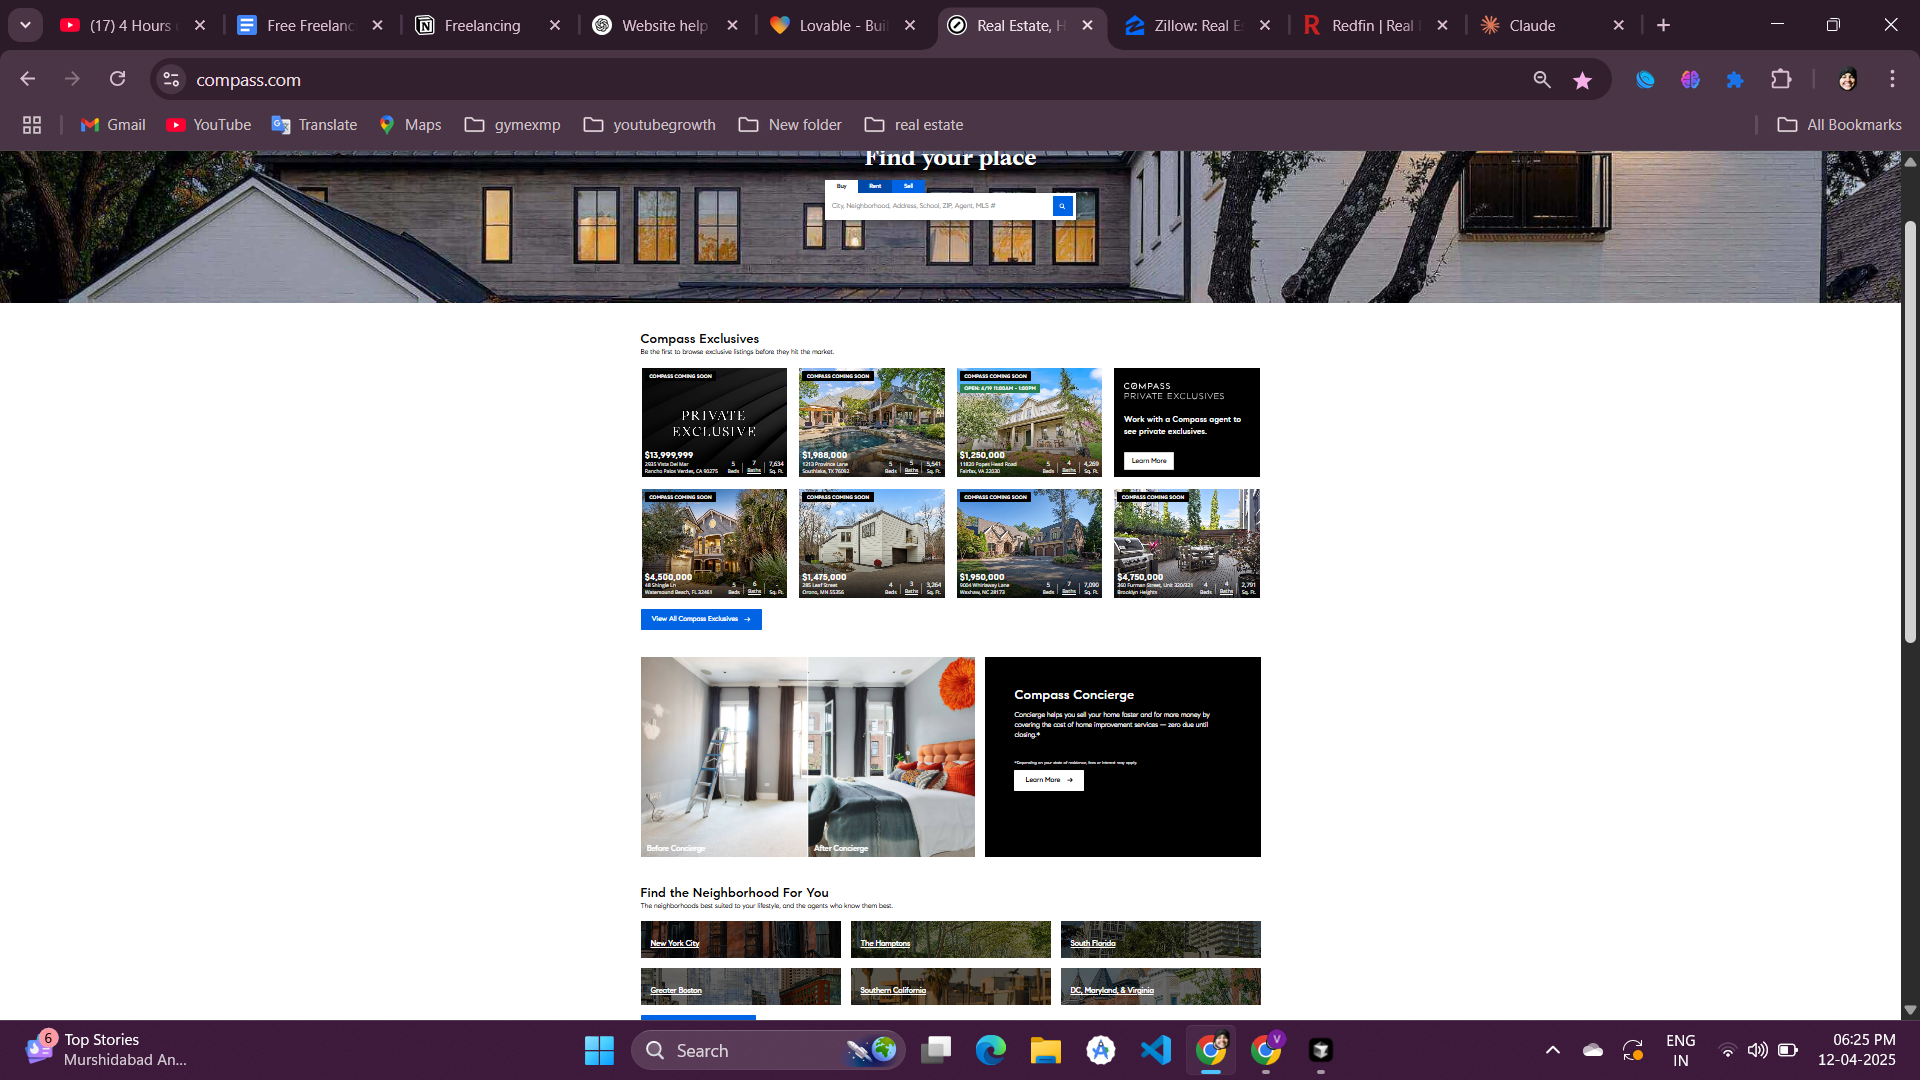 (17) 4 Hours
Free Freelanc
Freelancing
Website help
Lovable - Buil
Real Estate, H
Zillow: Real E
Redfin | Real
Claude
compass.com
Gmail
YouTube
Translate
Maps
gymexmp
youtubegrowth
New folder
real estate
All Bookmarks
Find your place
Buy
Rent
Sell
City, Neighborhood, Address, School, ZIP, Agent, MLS #
Compass Exclusives
Be the first to browse exclusive listings before they hit the market.
COMPASS COMING SOON
PRIVATE
EXCLUSIVE
$13,999,999
2935 Vista Del Mar
Rancho Palos Verdes, CA 90275
5 Beds
7 Baths
7,634 Sq. Ft.
COMPASS COMING SOON
$1,988,000
1213 Province Lane
Southlake, TX 76092
5 Beds
5 Baths
5,541 Sq. Ft.
COMPASS COMING SOON
OPEN: 4/19 11:00AM - 1:00PM
$1,250,000
11820 Popes Head Road
Fairfax, VA 22030
5 Beds
4 Baths
4,269 Sq. Ft.
COMPASS
PRIVATE EXCLUSIVES
Work with a Compass agent to
see private exclusives.
Learn More
COMPASS COMING SOON
$4,500,000
48 Shingle Ln
Watersound Beach, FL 32461
5 Beds
6 Baths
- Sq. Ft.
COMPASS COMING SOON
$1,475,000
285 Leaf Street
Orono, MN 55356
4 Beds
3 Baths
3,264 Sq. Ft.
COMPASS COMING SOON
$1,950,000
9004 Whirlaway Lane
Waxhaw, NC 28173
5 Beds
7 Baths
7,090 Sq. Ft.
COMPASS COMING SOON
$4,750,000
360 Furman Street, Unit 320/321
Brooklyn Heights
4 Beds
4 Baths
2,791 Sq. Ft.
View All Compass Exclusives →
Before Concierge
After Concierge
Compass Concierge
Concierge helps you sell your home faster and for more money by
covering the cost of home improvement services — zero due until
closing.*
*Depending on your state of residence, fees or interest may apply.
Learn More →
Find the Neighborhood For You
The neighborhoods best suited to your lifestyle, and the agents who know them best.
New York City
The Hamptons
South Florida
Greater Boston
Southern California
DC, Maryland, & Virginia
6
Top Stories
Murshidabad An...
Search
V
ENG
IN
06:25 PM
12-04-2025